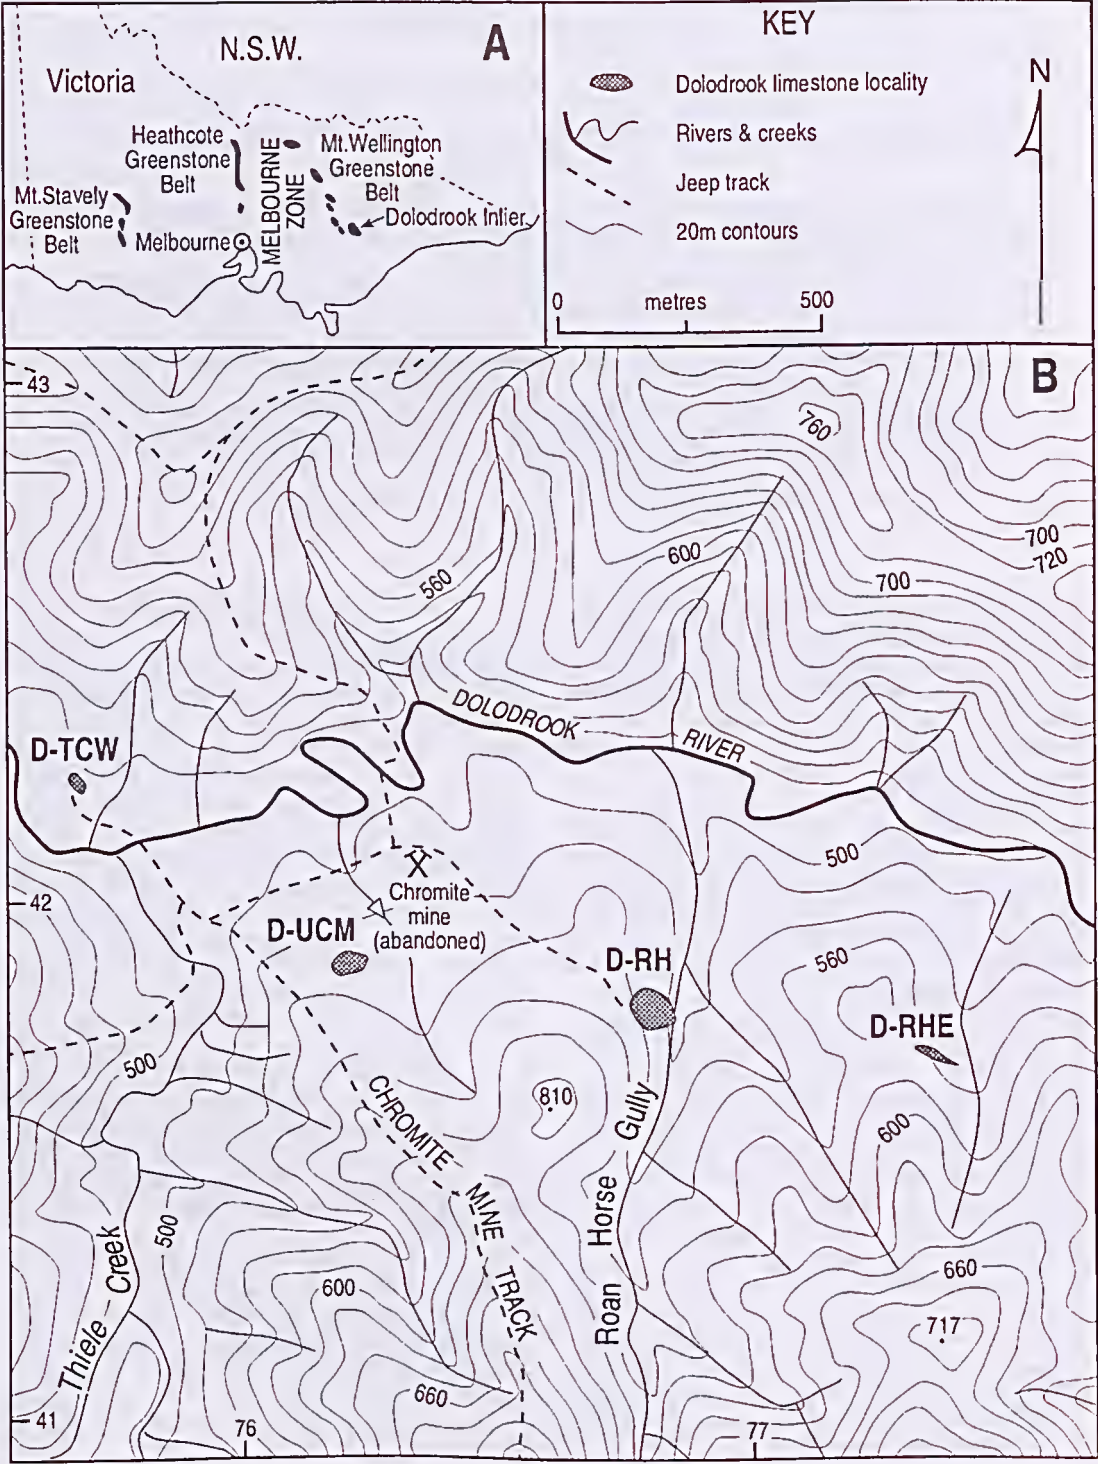 A
N.S.W.
Victoria
Heathcote
Greenstone
Belt
MELBOURNE
ZONE
Mt.Wellington
Greenstone
Belt
Mt.Stavely
Greenstone
Belt
Melbourne
Dolodrook Inlier
KEY
Dolodrook limestone locality
Rivers & creeks
Jeep track
20m contours
N
0 metres 500
B
43
760
700
720
600
560
700
DOLODROOK RIVER
D-TCW
500
42
Chromite
mine
(abandoned)
D-UCM
D-RH
560
D-RHE
500
810
600
CHROMITE MINE TRACK
Roan Horse Gully
Thiele Creek
500
600
660
717
660
41
76
77